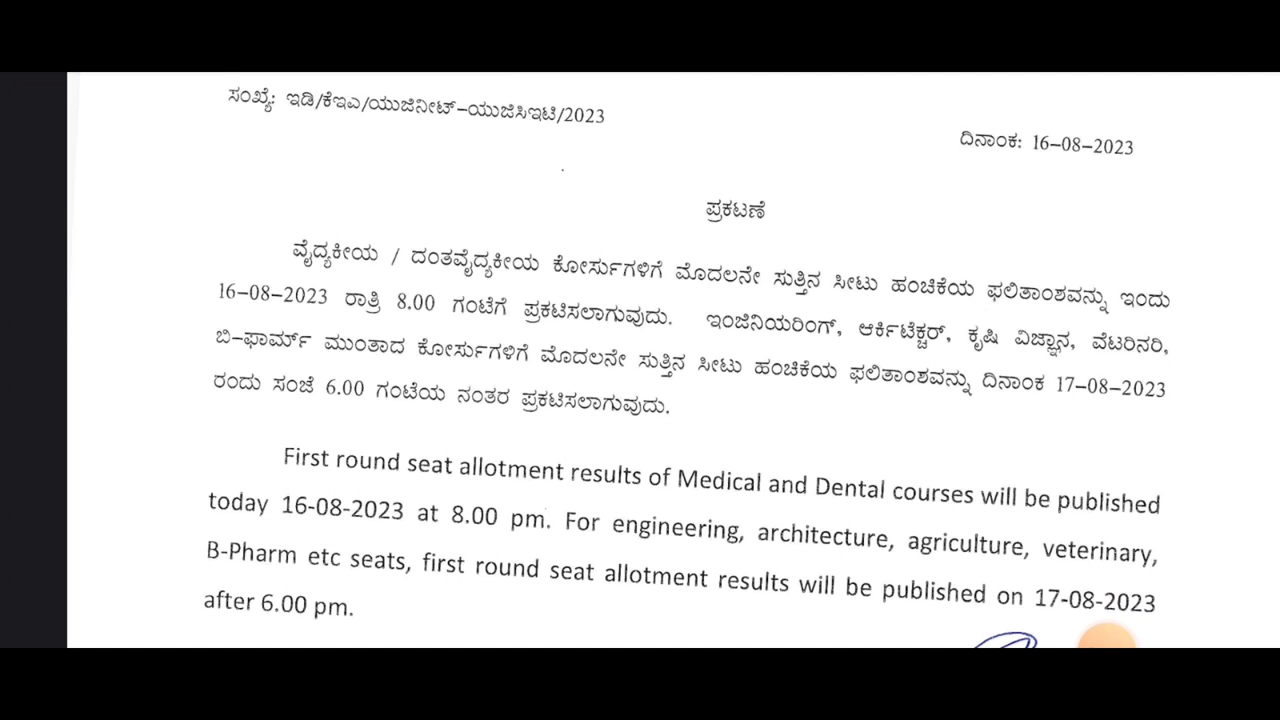 ಸಂಖ್ಯೆ: ಇಡಿ/ಕೆಇಎ/ಯುಜಿನೀಟ್–ಯುಜಿಸಿಇಟಿ/2023
ದಿನಾಂಕ: 16–08–2023
ಪ್ರಕಟಣೆ
ವೈದ್ಯಕೀಯ / ದಂತವೈದ್ಯಕೀಯ ಕೋರ್ಸುಗಳಿಗೆ ಮೊದಲನೇ ಸುತ್ತಿನ ಸೀಟು ಹಂಚಿಕೆಯ ಫಲಿತಾಂಶವನ್ನು ಇಂದು
16–08–2023 ರಾತ್ರಿ 8.00 ಗಂಟೆಗೆ ಪ್ರಕಟಿಸಲಾಗುವುದು. ಇಂಜಿನಿಯರಿಂಗ್, ಆರ್ಕಿಟೆಕ್ಚರ್, ಕೃಷಿ ವಿಜ್ಞಾನ, ವೆಟರಿನರಿ,
ಬಿ–ಫಾರ್ಮ್ ಮುಂತಾದ ಕೋರ್ಸುಗಳಿಗೆ ಮೊದಲನೇ ಸುತ್ತಿನ ಸೀಟು ಹಂಚಿಕೆಯ ಫಲಿತಾಂಶವನ್ನು ದಿನಾಂಕ 17–08–2023
ರಂದು ಸಂಜೆ 6.00 ಗಂಟೆಯ ನಂತರ ಪ್ರಕಟಿಸಲಾಗುವುದು.
First round seat allotment results of Medical and Dental courses will be published
today 16-08-2023 at 8.00 pm. For engineering, architecture, agriculture, veterinary,
B-Pharm etc seats, first round seat allotment results will be published on 17-08-2023
after 6.00 pm.